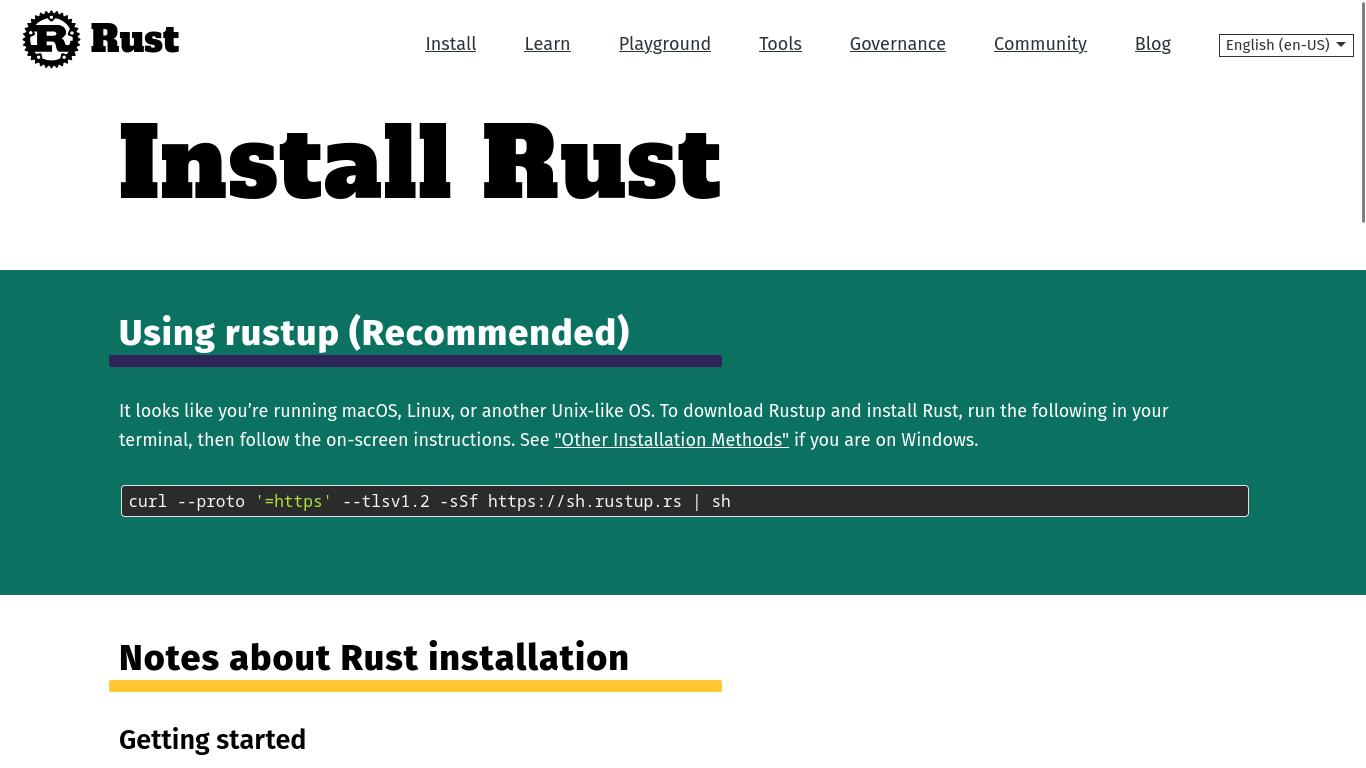 Rust
Install Learn Playground Tools Governance Community Blog English (en-US)
Install Rust
Using rustup (Recommended)
It looks like you’re running macOS, Linux, or another Unix-like OS. To download Rustup and install Rust, run the following in your
terminal, then follow the on-screen instructions. See "Other Installation Methods" if you are on Windows.
curl --proto '=https' --tlsv1.2 -sSf https://sh.rustup.rs | sh
Notes about Rust installation
Getting started